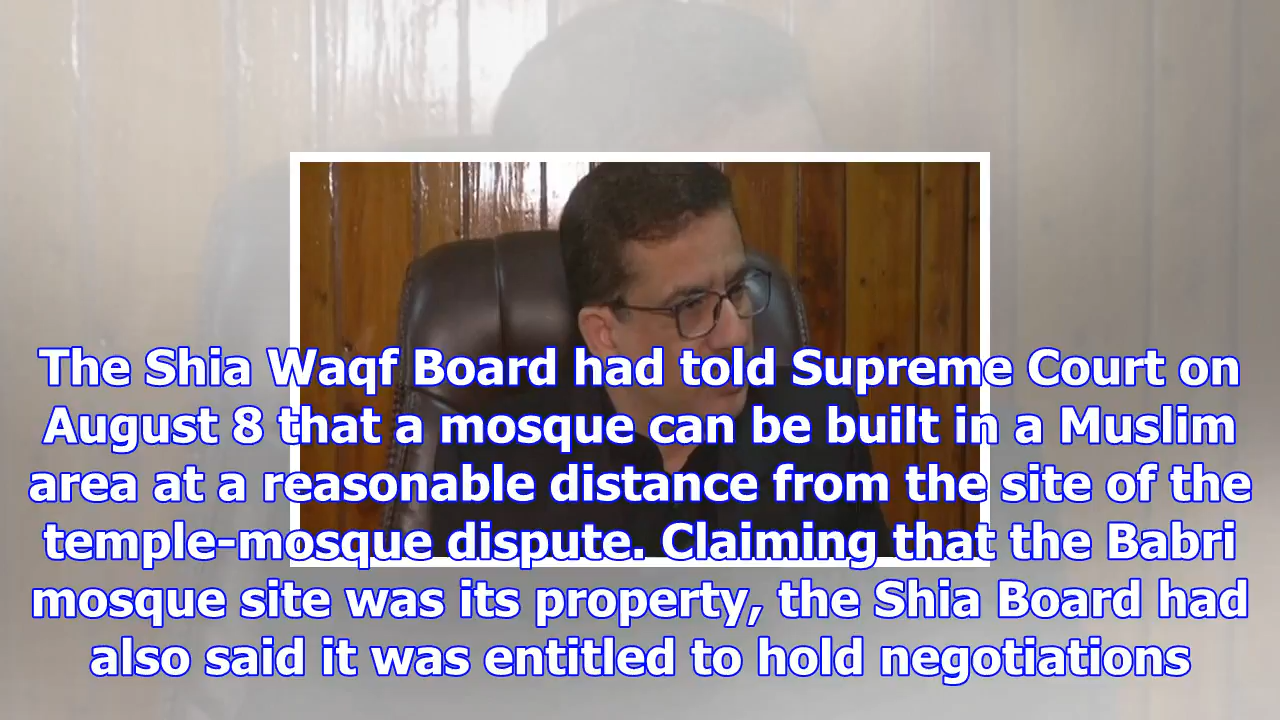 The Shia Waqf Board had told Supreme Court on
August 8 that a mosque can be built in a Muslim
area at a reasonable distance from the site of the
temple-mosque dispute. Claiming that the Babri
mosque site was its property, the Shia Board had
also said it was entitled to hold negotiations